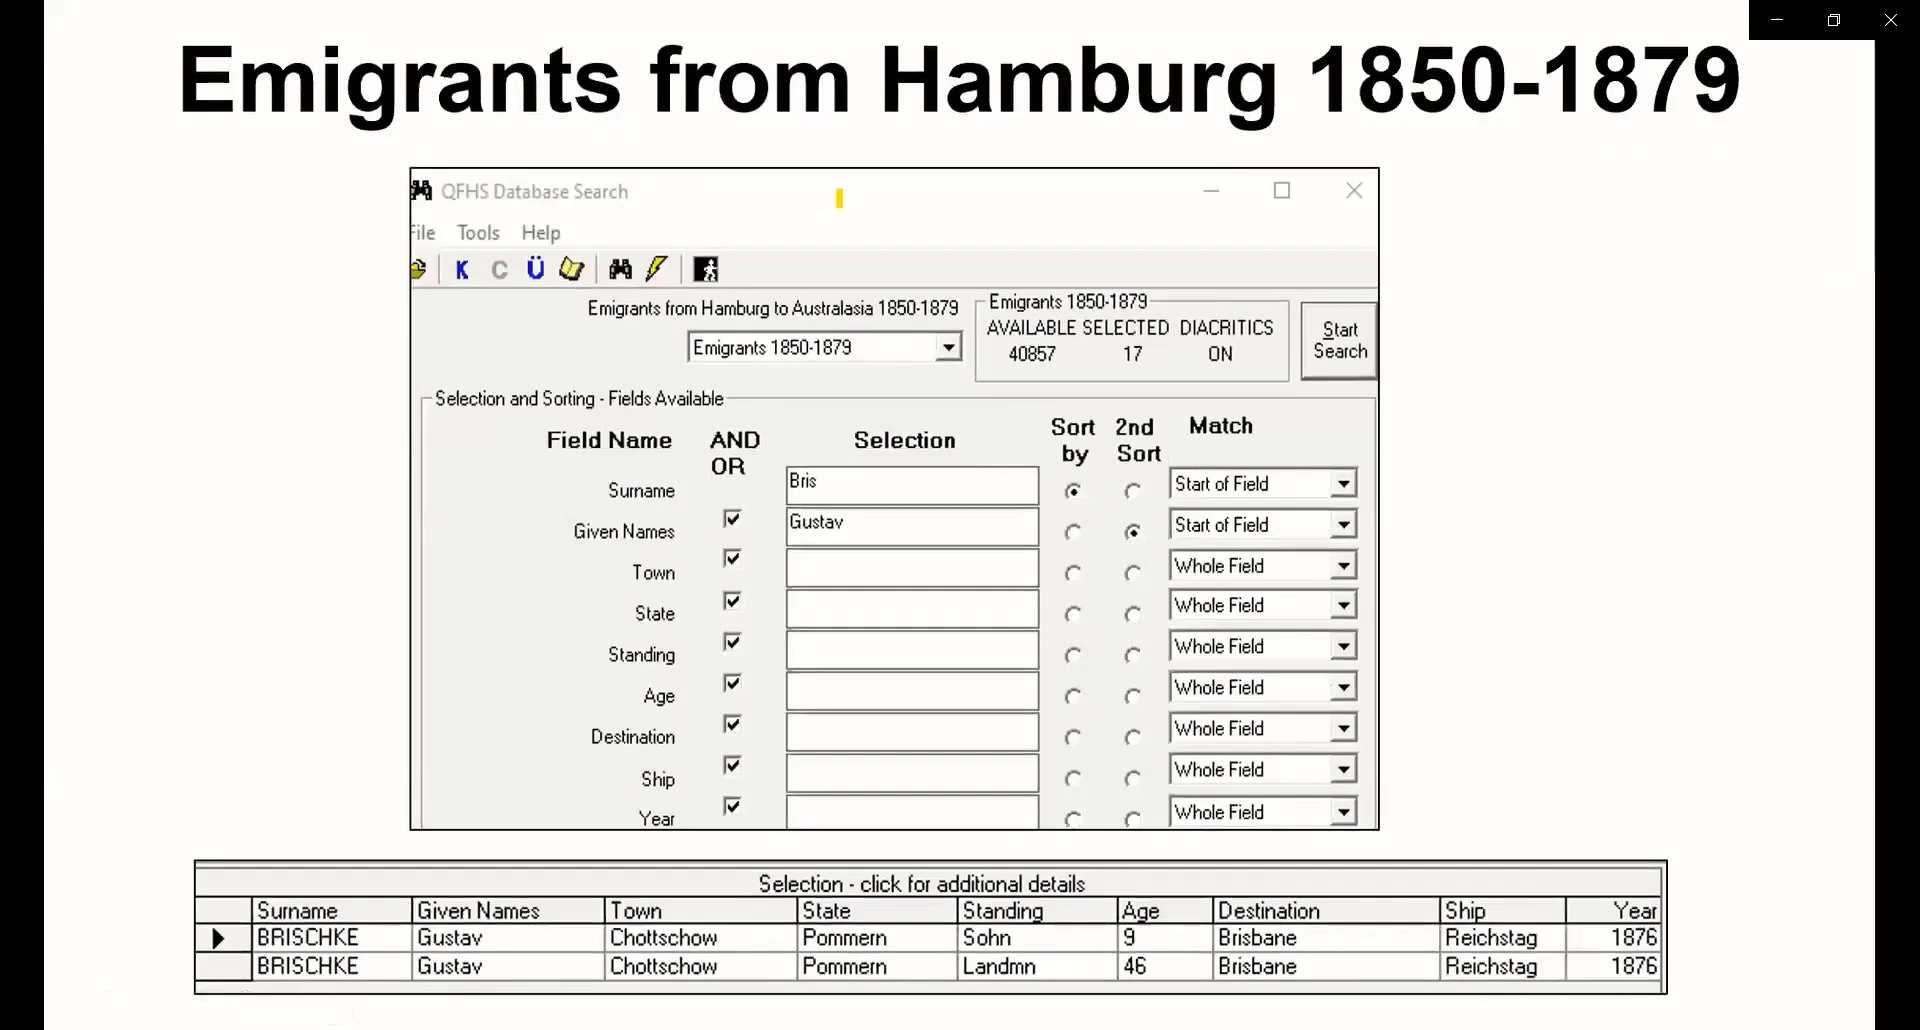 Emigrants from Hamburg 1850-1879
QFHS Database Search
File Tools Help
K C Ü
Emigrants from Hamburg to Australasia 1850-1879
Emigrants 1850-1879
Emigrants 1850-1879
AVAILABLE SELECTED DIACRITICS
40857 17 ON
Start
Search
Selection and Sorting - Fields Available
Field Name AND OR Selection Sort by 2nd Sort Match
Surname Bris Start of Field
Given Names Gustav Start of Field
Town Whole Field
State Whole Field
Standing Whole Field
Age Whole Field
Destination Whole Field
Ship Whole Field
Year Whole Field
Selection - click for additional details
Surname Given Names Town State Standing Age Destination Ship Year
BRISCHKE Gustav Chottschow Pommern Sohn 9 Brisbane Reichstag 1876
BRISCHKE Gustav Chottschow Pommern Landmn 46 Brisbane Reichstag 1876